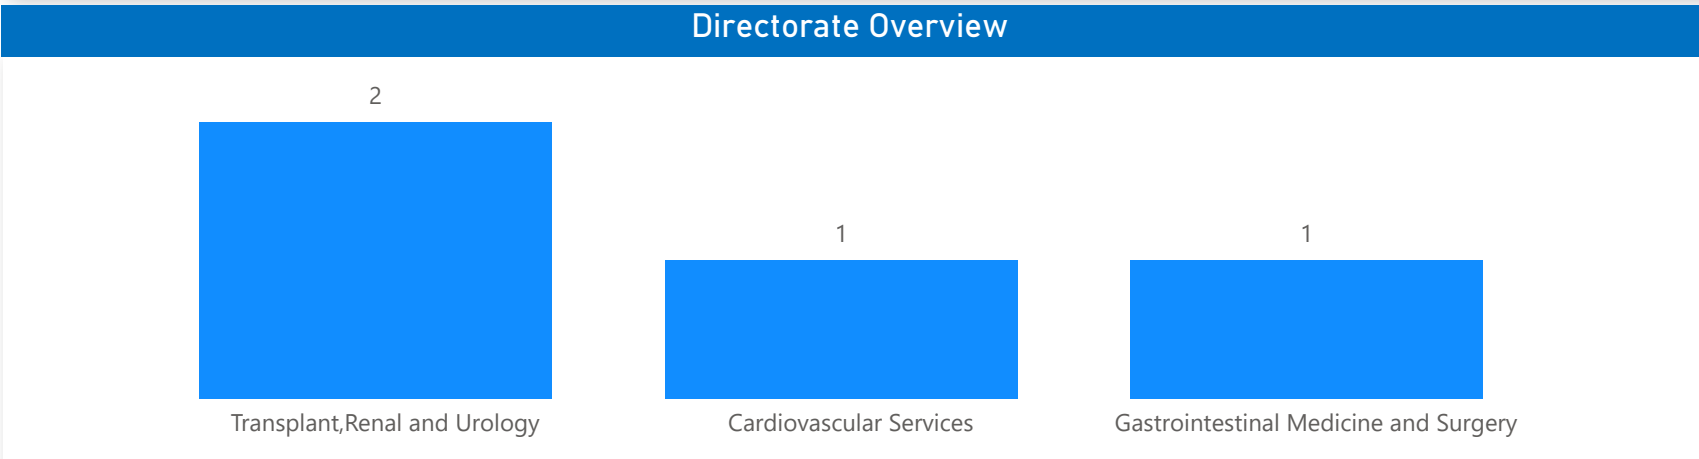 Directorate Overview
2
1
1
Transplant,Renal and Urology
Cardiovascular Services
Gastrointestinal Medicine and Surgery